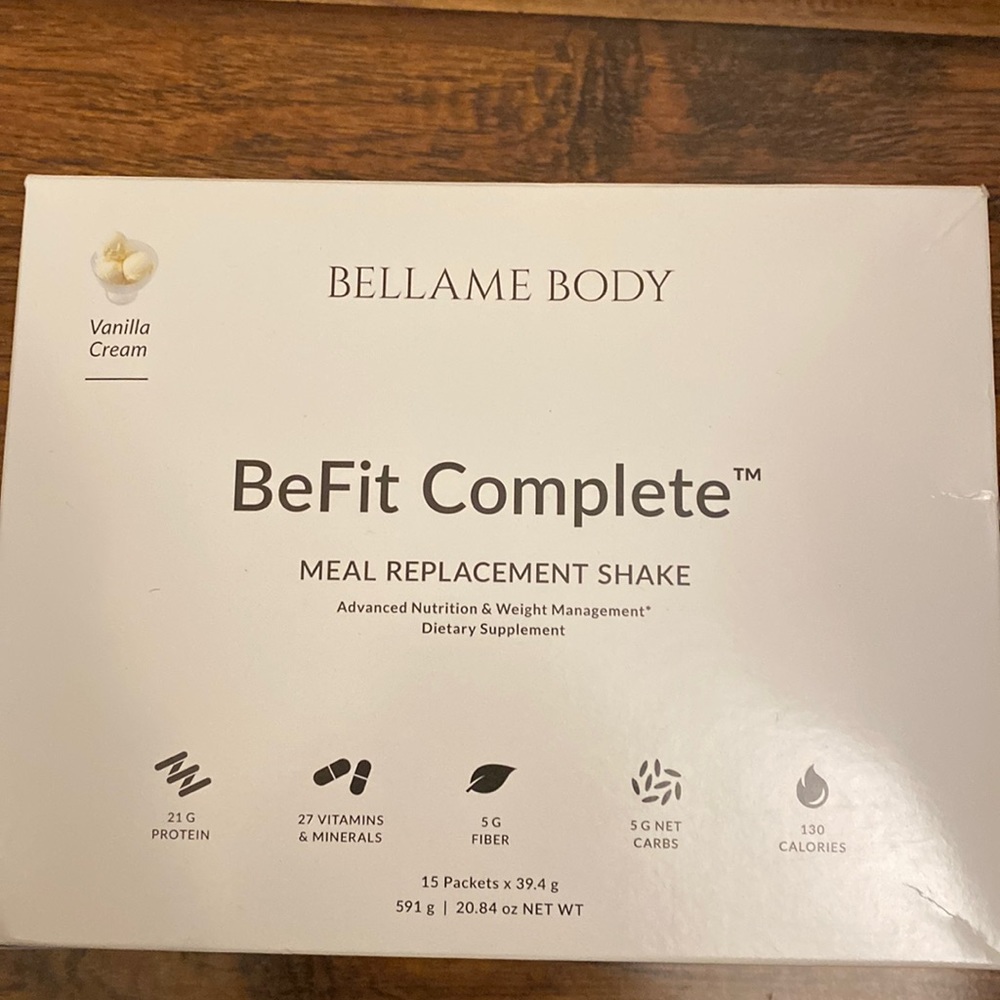 Vanilla
Cream
BELLAME BODY
BeFit Complete™
MEAL REPLACEMENT SHAKE
Advanced Nutrition & Weight Management*
Dietary Supplement
21 G
PROTEIN
27 VITAMINS
& MINERALS
5 G
FIBER
5 G NET
CARBS
130
CALORIES
15 Packets x 39.4 g
591 g | 20.84 oz NET WT